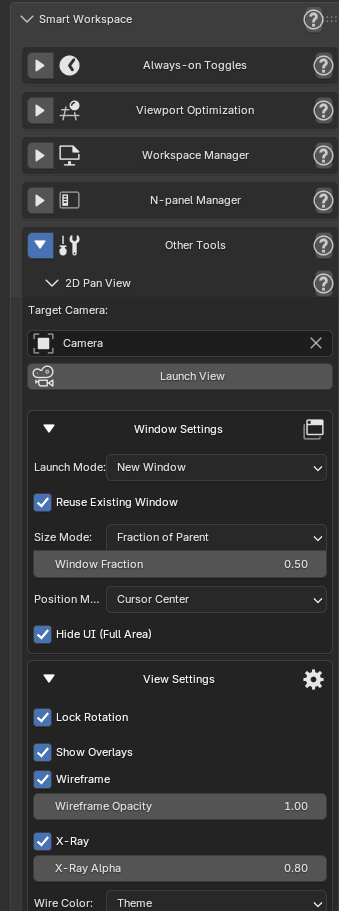 Smart Workspace
Always-on Toggles
Viewport Optimization
Workspace Manager
N-panel Manager
Other Tools
2D Pan View
Target Camera:
Camera
Launch View
Window Settings
Launch Mode: New Window
Reuse Existing Window
Size Mode: Fraction of Parent
Window Fraction 0.50
Position M... Cursor Center
Hide UI (Full Area)
View Settings
Lock Rotation
Show Overlays
Wireframe
Wireframe Opacity 1.00
X-Ray
X-Ray Alpha 0.80
Wire Color: Theme